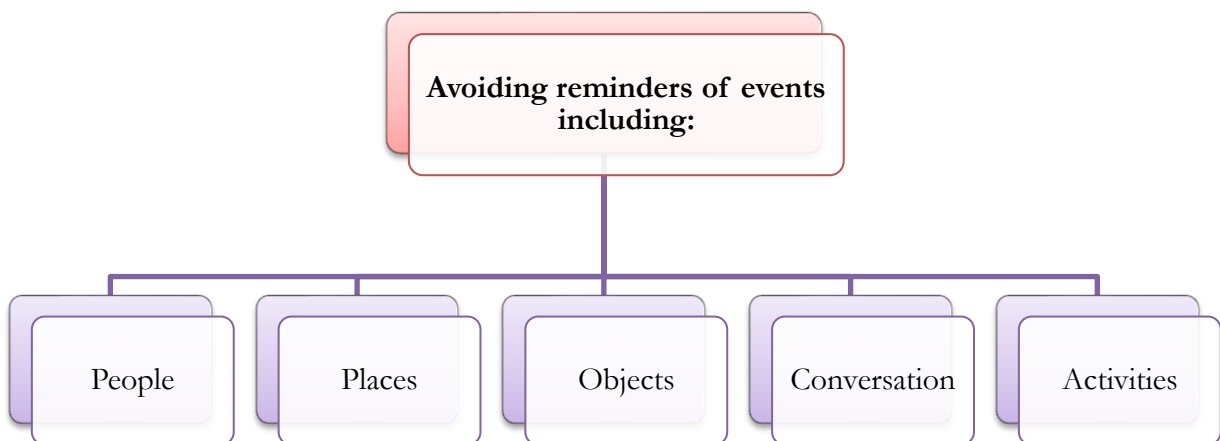 Avoiding reminders of events
including:
People
Places
Objects
Conversation
Activities